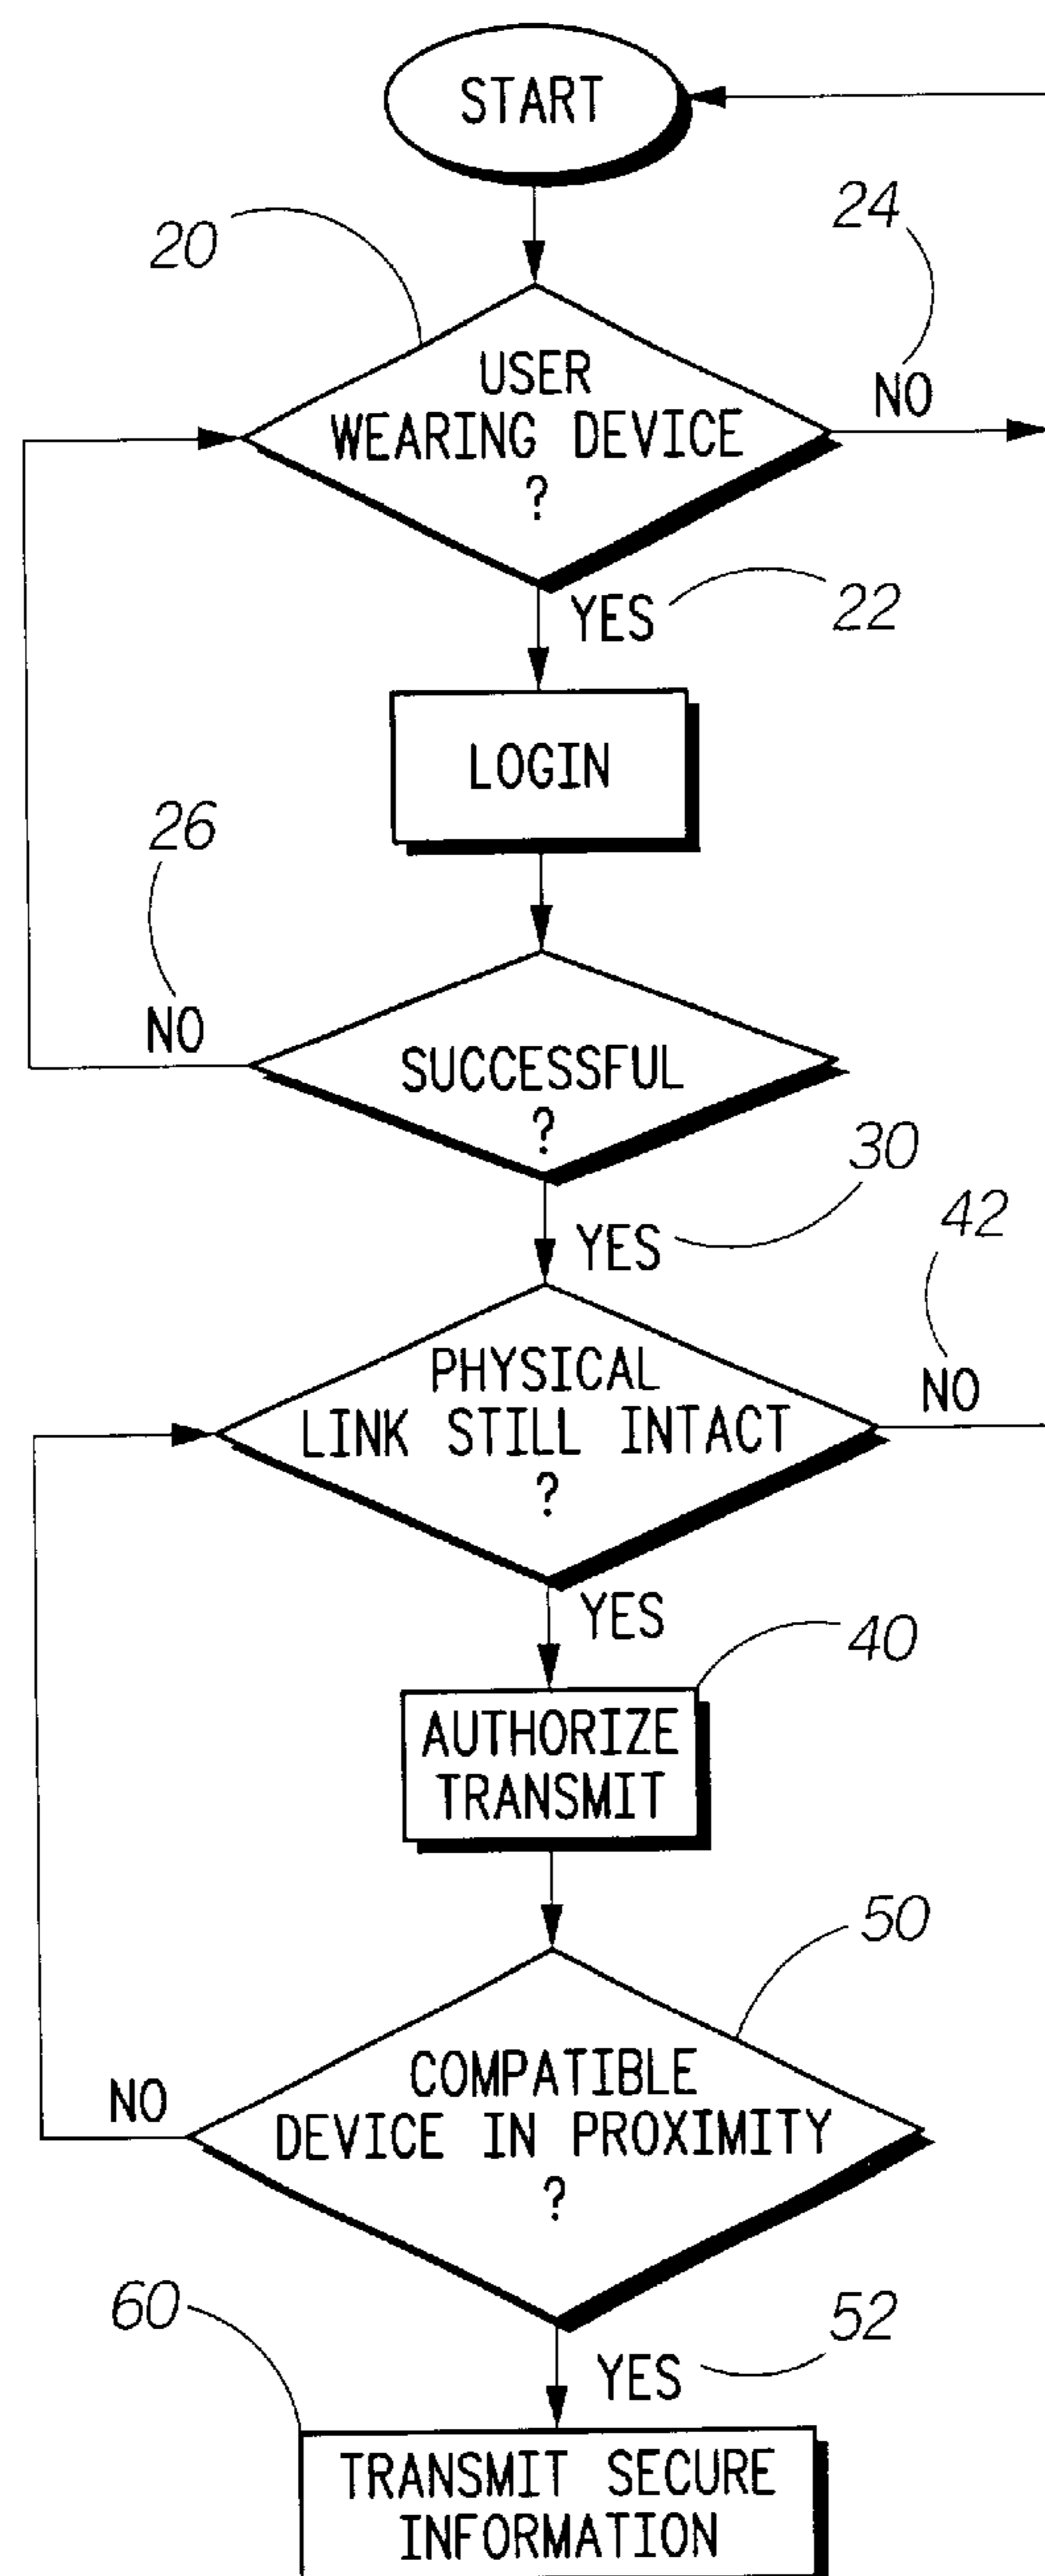 START
20
24
USER
WEARING DEVICE
?
NO
YES
22
LOGIN
26
NO
SUCCESSFUL
?
30
YES
42
PHYSICAL
LINK STILL INTACT
?
NO
YES
40
AUTHORIZE
TRANSMIT
50
COMPATIBLE
DEVICE IN PROXIMITY
?
NO
60
52
YES
TRANSMIT SECURE
INFORMATION